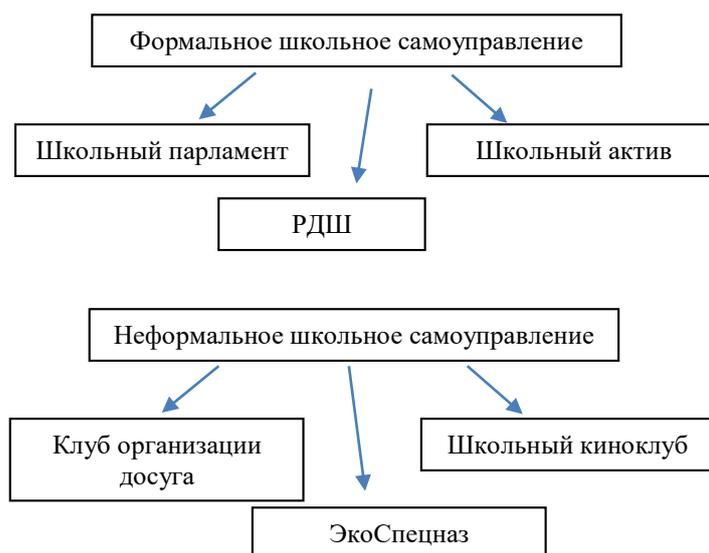 Формальное школьное самоуправление
Школьный парламент
Школьный актив
РДШ
Неформальное школьное самоуправление
Клуб организации
досуга
Школьный киноклуб
ЭкоСпецназ